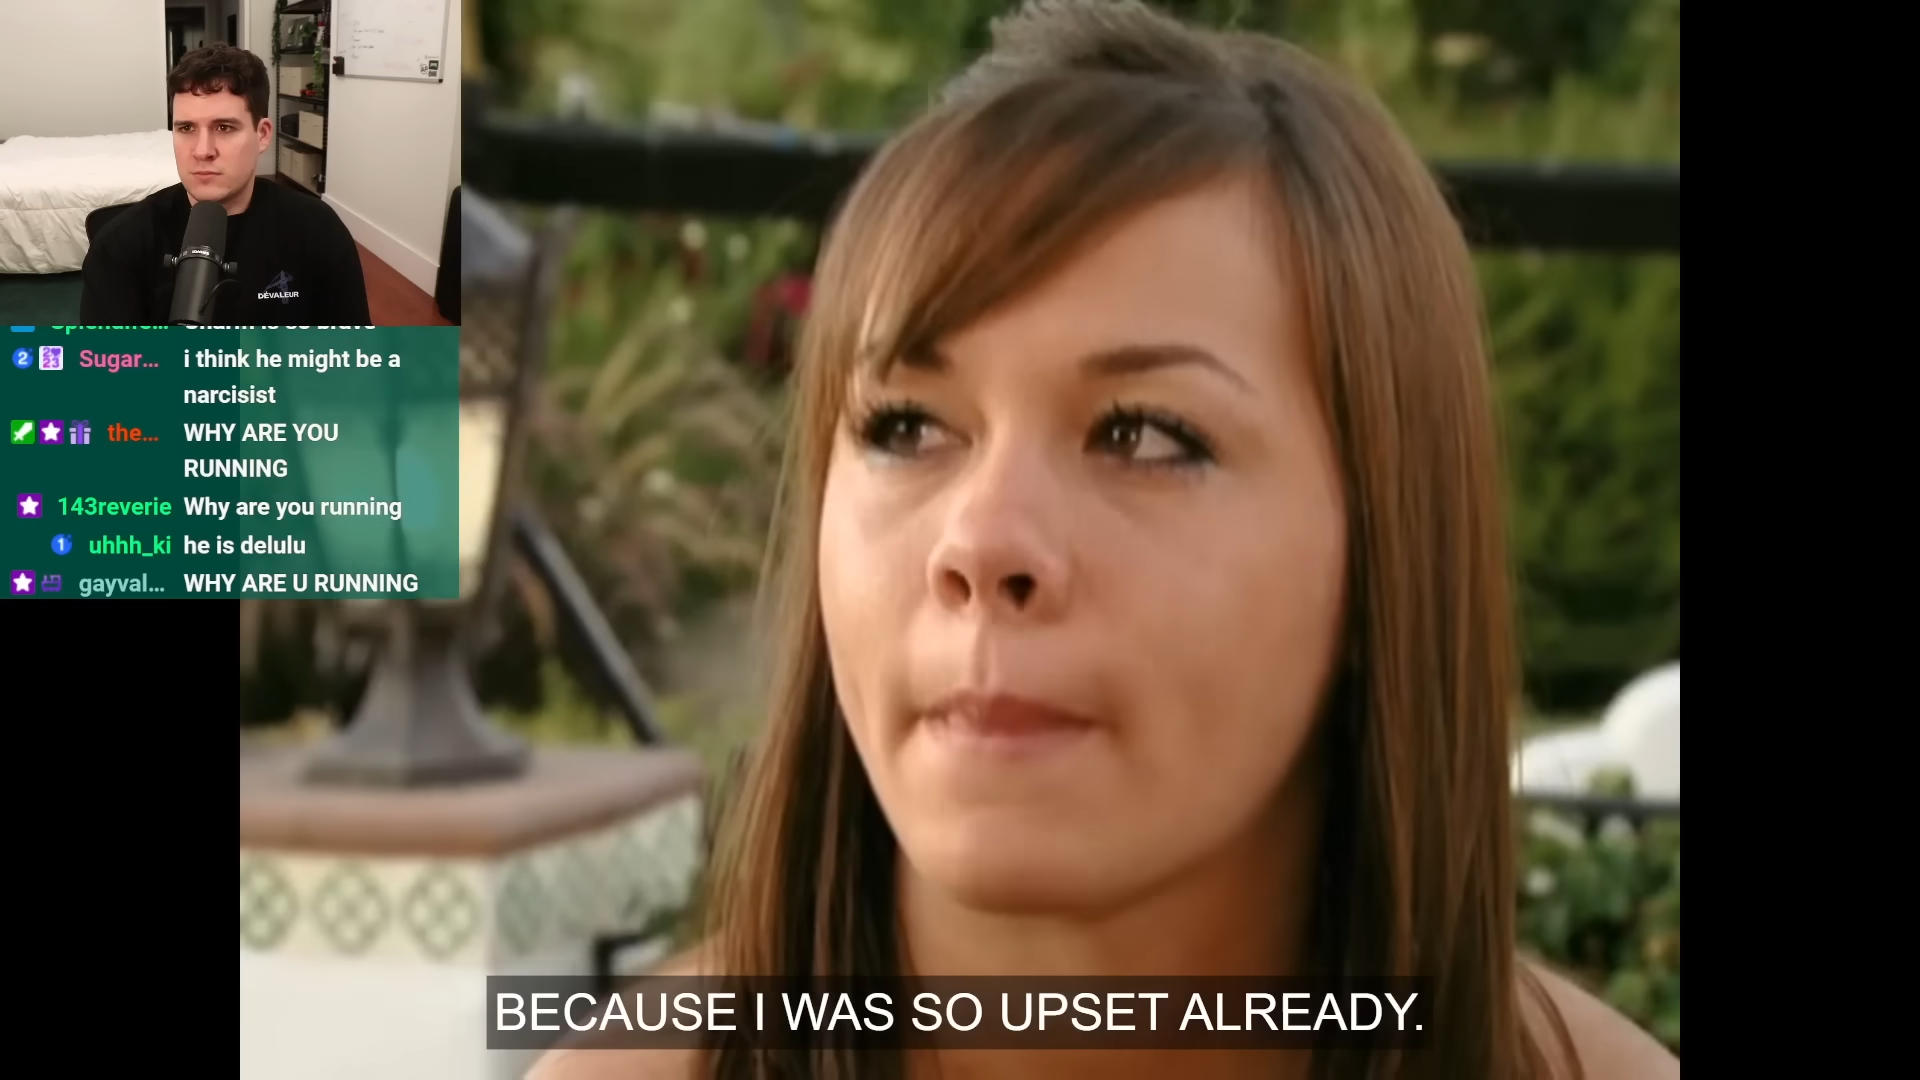 DÉVALEUR
Sugar... i think he might be a
narcisist
the... WHY ARE YOU
RUNNING
143reverie Why are you running
uhhh_ki he is delulu
gayval... WHY ARE U RUNNING
BECAUSE I WAS SO UPSET ALREADY.